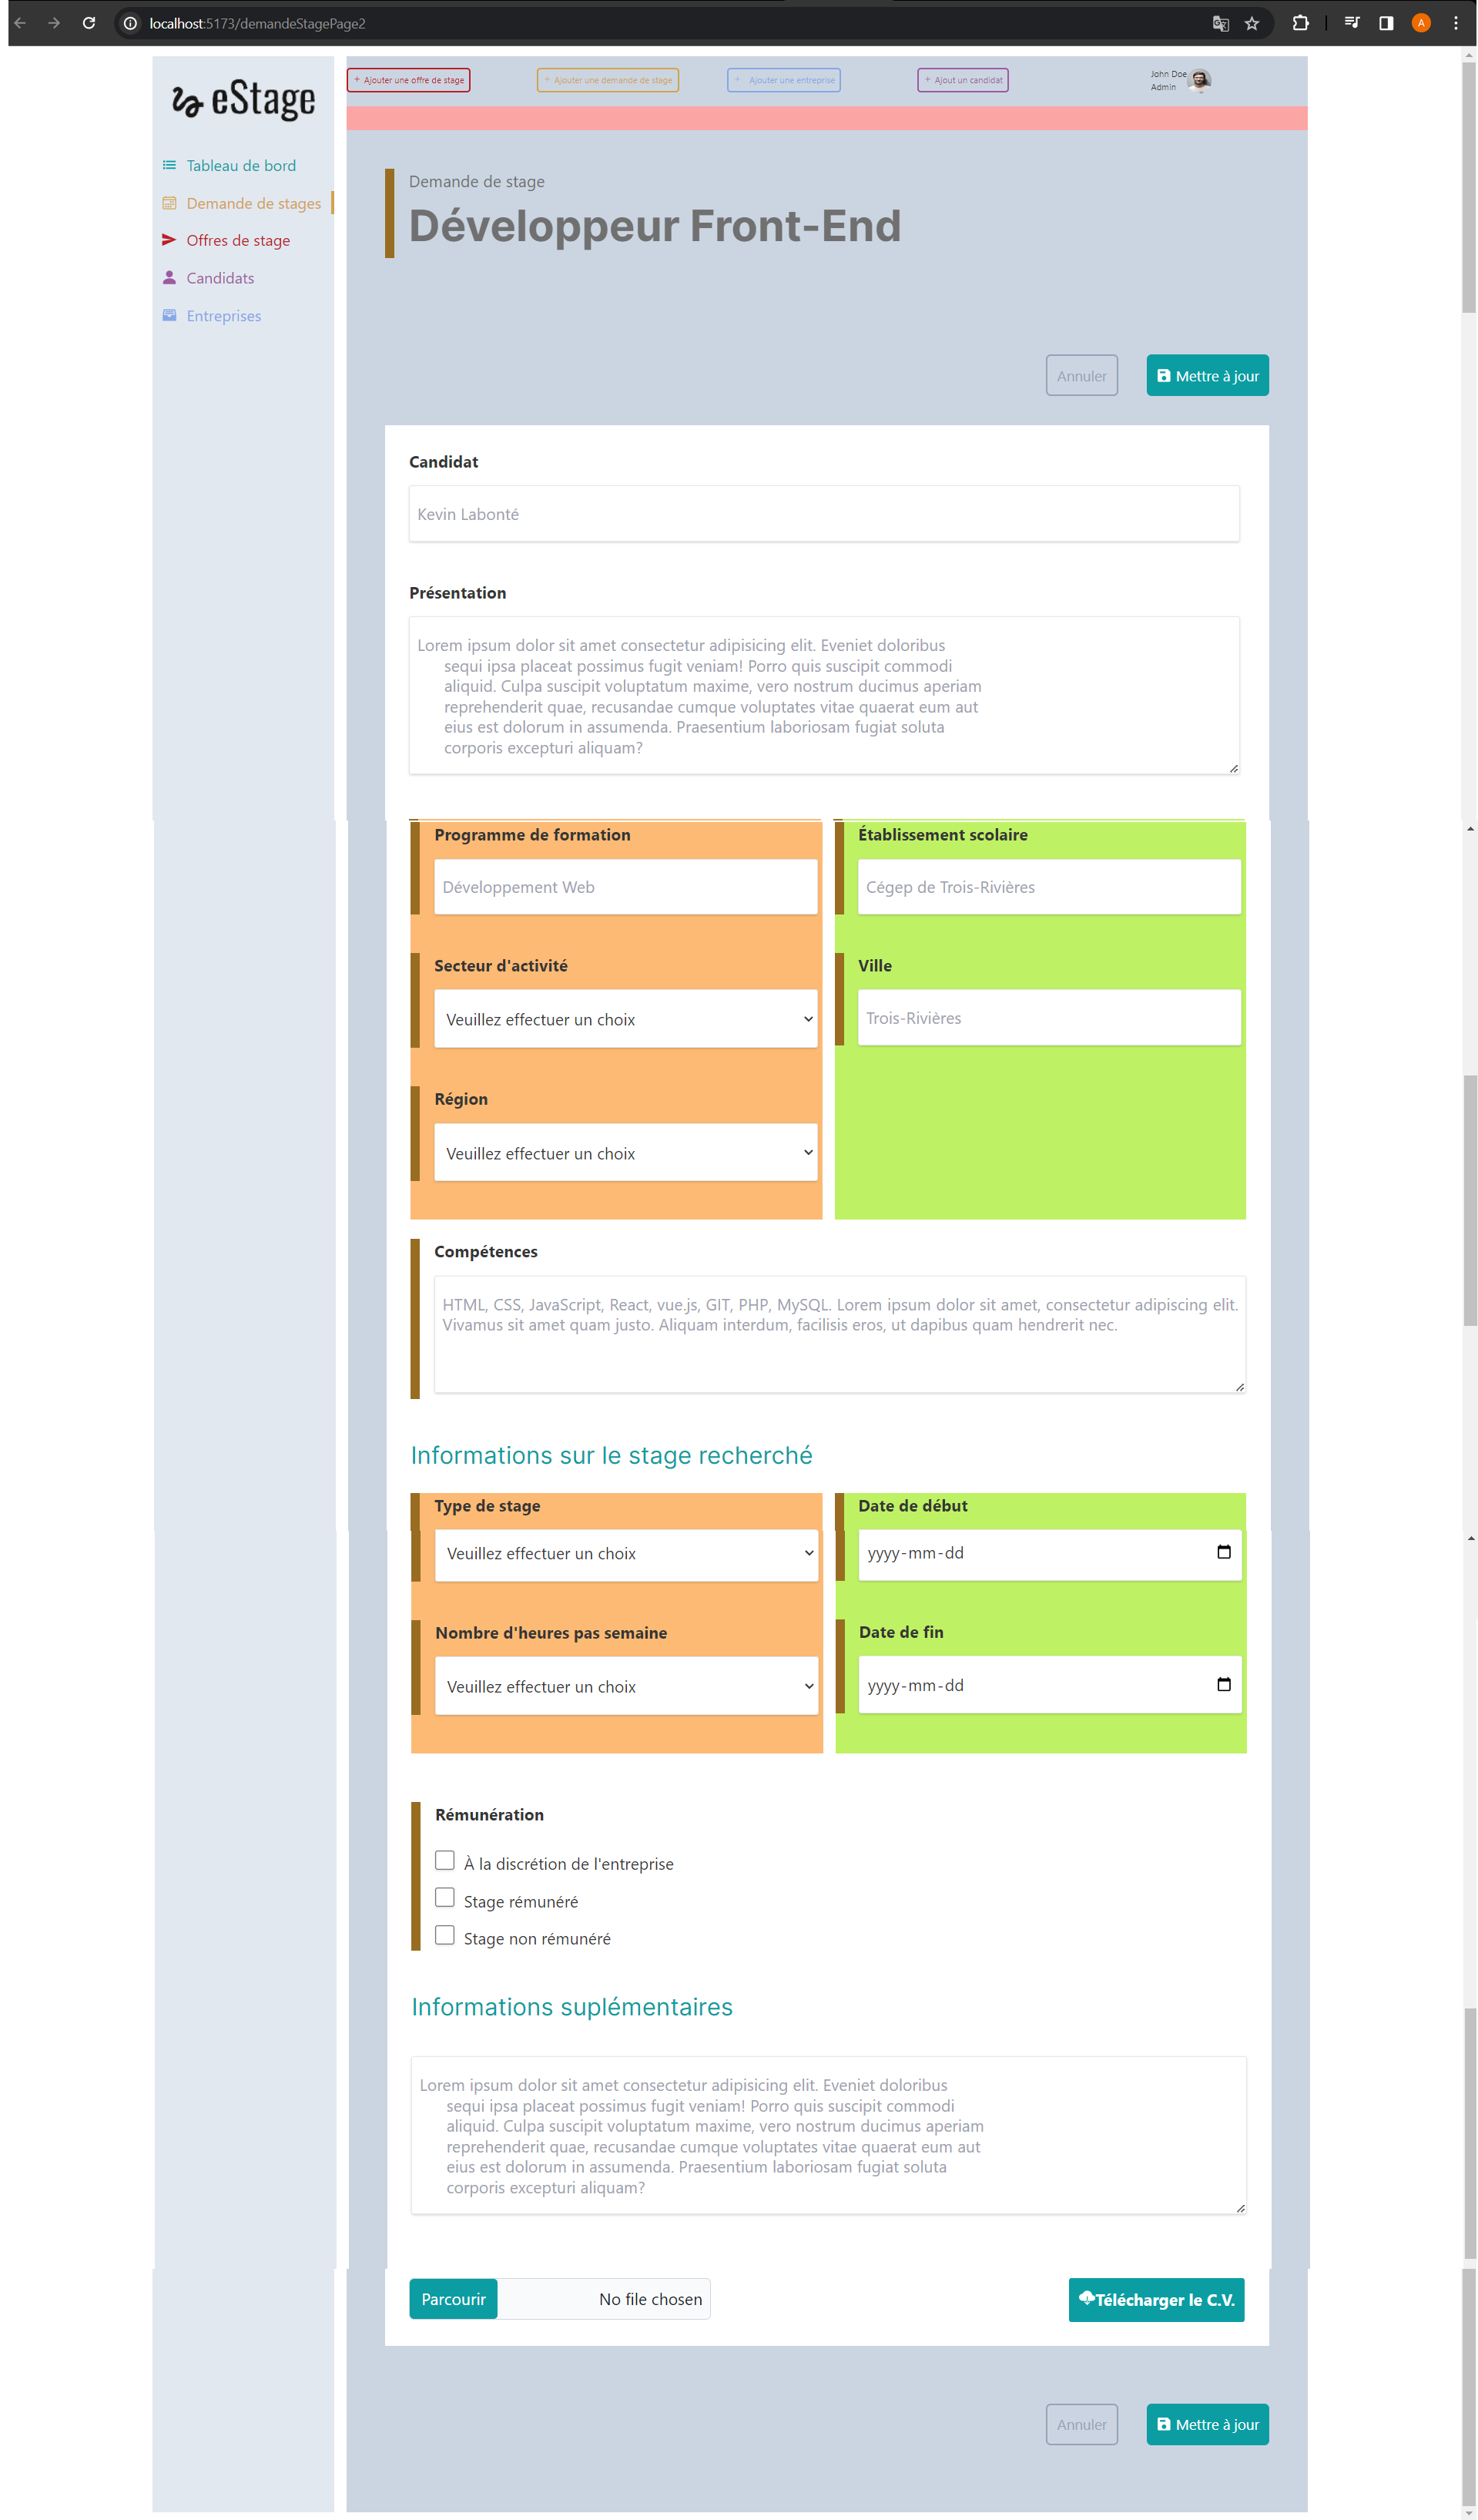 localhost:5173/demandeStagePage2
A
eStage
+ Ajouter une offre de stage
+ Ajouter une demande de stage
+ Ajouter une entreprise
+ Ajout un candidat
John Doe
Admin
Tableau de bord
Demande de stages
Offres de stage
Candidats
Entreprises
Demande de stage
Développeur Front-End
Annuler
Mettre à jour
Candidat
Kevin Labonté
Présentation
Lorem ipsum dolor sit amet consectetur adipisicing elit. Eveniet doloribus
sequi ipsa placeat possimus fugit veniam! Porro quis suscipit commodi
aliquid. Culpa suscipit voluptatum maxime, vero nostrum ducimus aperiam
reprehenderit quae, recusandae cumque voluptates vitae quaerat eum aut
eius est dolorum in assumenda. Praesentium laboriosam fugiat soluta
corporis excepturi aliquam?
Programme de formation
Développement Web
Établissement scolaire
Cégep de Trois-Rivières
Secteur d'activité
Veuillez effectuer un choix
Ville
Trois-Rivières
Région
Veuillez effectuer un choix
Compétences
HTML, CSS, JavaScript, React, vue.js, GIT, PHP, MySQL. Lorem ipsum dolor sit amet, consectetur adipiscing elit.
Vivamus sit amet quam justo. Aliquam interdum, facilisis eros, ut dapibus quam hendrerit nec.
Informations sur le stage recherché
Type de stage
Veuillez effectuer un choix
Date de début
yyyy-mm-dd
Nombre d'heures pas semaine
Veuillez effectuer un choix
Date de fin
yyyy-mm-dd
Rémunération
À la discrétion de l'entreprise
Stage rémunéré
Stage non rémunéré
Informations suplémentaires
Lorem ipsum dolor sit amet consectetur adipisicing elit. Eveniet doloribus
sequi ipsa placeat possimus fugit veniam! Porro quis suscipit commodi
aliquid. Culpa suscipit voluptatum maxime, vero nostrum ducimus aperiam
reprehenderit quae, recusandae cumque voluptates vitae quaerat eum aut
eius est dolorum in assumenda. Praesentium laboriosam fugiat soluta
corporis excepturi aliquam?
Parcourir
No file chosen
Télécharger le C.V.
Annuler
Mettre à jour